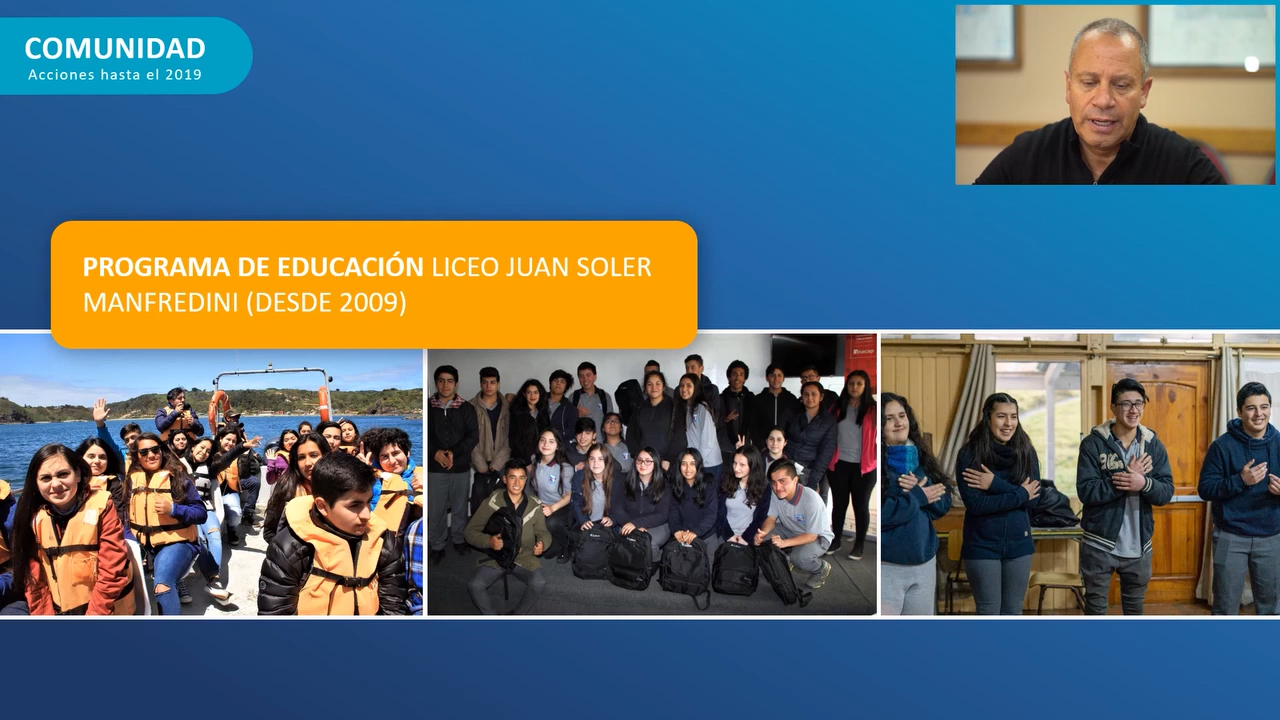 COMUNIDAD
Acciones hasta el 2019
PROGRAMA DE EDUCACIÓN LICEO JUAN SOLER
MANFREDINI (DESDE 2009)